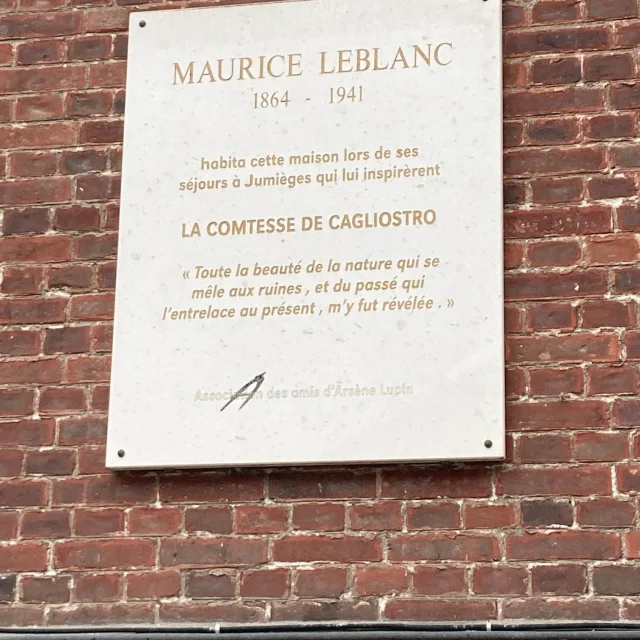 MAURICE LEBLANC
1864 - 1941
habita cette maison lors de ses
séjours à Jumièges qui lui inspirèrent
LA COMTESSE DE CAGLIOSTRO
« Toute la beauté de la nature qui se
mêle aux ruines , et du passé qui
l'entrelace au présent , m'y fut révélée . »
Association des amis d'Arsène Lupin